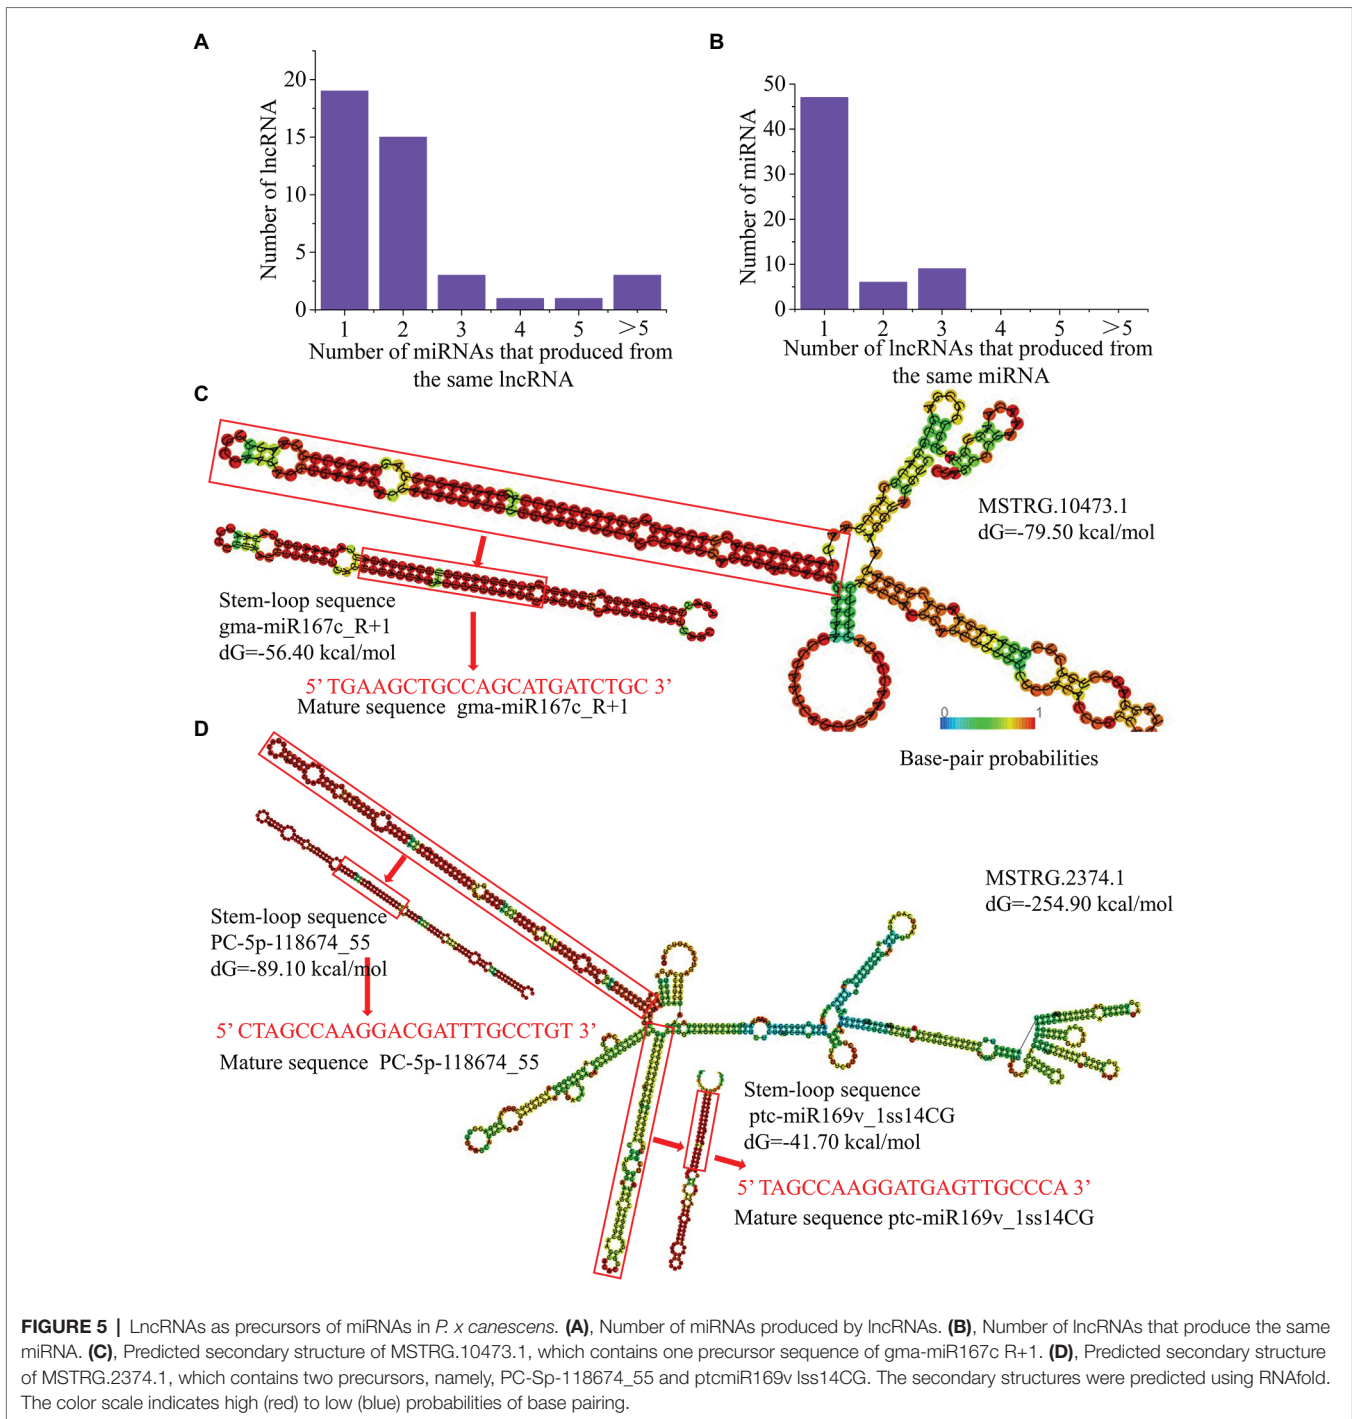 A
20
15
10
5
0
Number of lncRNA
1 2 3 4 5 >5
Number of miRNAs that produced from
the same lncRNA
B
50
40
30
20
10
0
Number of miRNA
1 2 3 4 5 >5
Number of lncRNAs that produced from
the same miRNA
C
MSTRG.10473.1
dG=-79.50 kcal/mol
Stem-loop sequence
gma-miR167c_R+1
dG=-56.40 kcal/mol
5’ TGAAGCTGCCAGCATGATCTGC 3’
Mature sequence gma-miR167c_R+1
0 1
Base-pair probabilities
D
MSTRG.2374.1
dG=-254.90 kcal/mol
Stem-loop sequence
PC-5p-118674_55
dG=-89.10 kcal/mol
5’ CTAGCCAAGGACGATTTGCCTGT 3’
Mature sequence PC-5p-118674_55
Stem-loop sequence
ptc-miR169v_1ss14CG
dG=-41.70 kcal/mol
5’ TAGCCAAGGATGAGTTGCCCA 3’
Mature sequence ptc-miR169v_1ss14CG
FIGURE 5 | LncRNAs as precursors of miRNAs in P. x canescens. (A), Number of miRNAs produced by lncRNAs. (B), Number of lncRNAs that produce the same
miRNA. (C), Predicted secondary structure of MSTRG.10473.1, which contains one precursor sequence of gma-miR167c R+1. (D), Predicted secondary structure
of MSTRG.2374.1, which contains two precursors, namely, PC-Sp-118674_55 and ptcmiR169v lss14CG. The secondary structures were predicted using RNAfold.
The color scale indicates high (red) to low (blue) probabilities of base pairing.